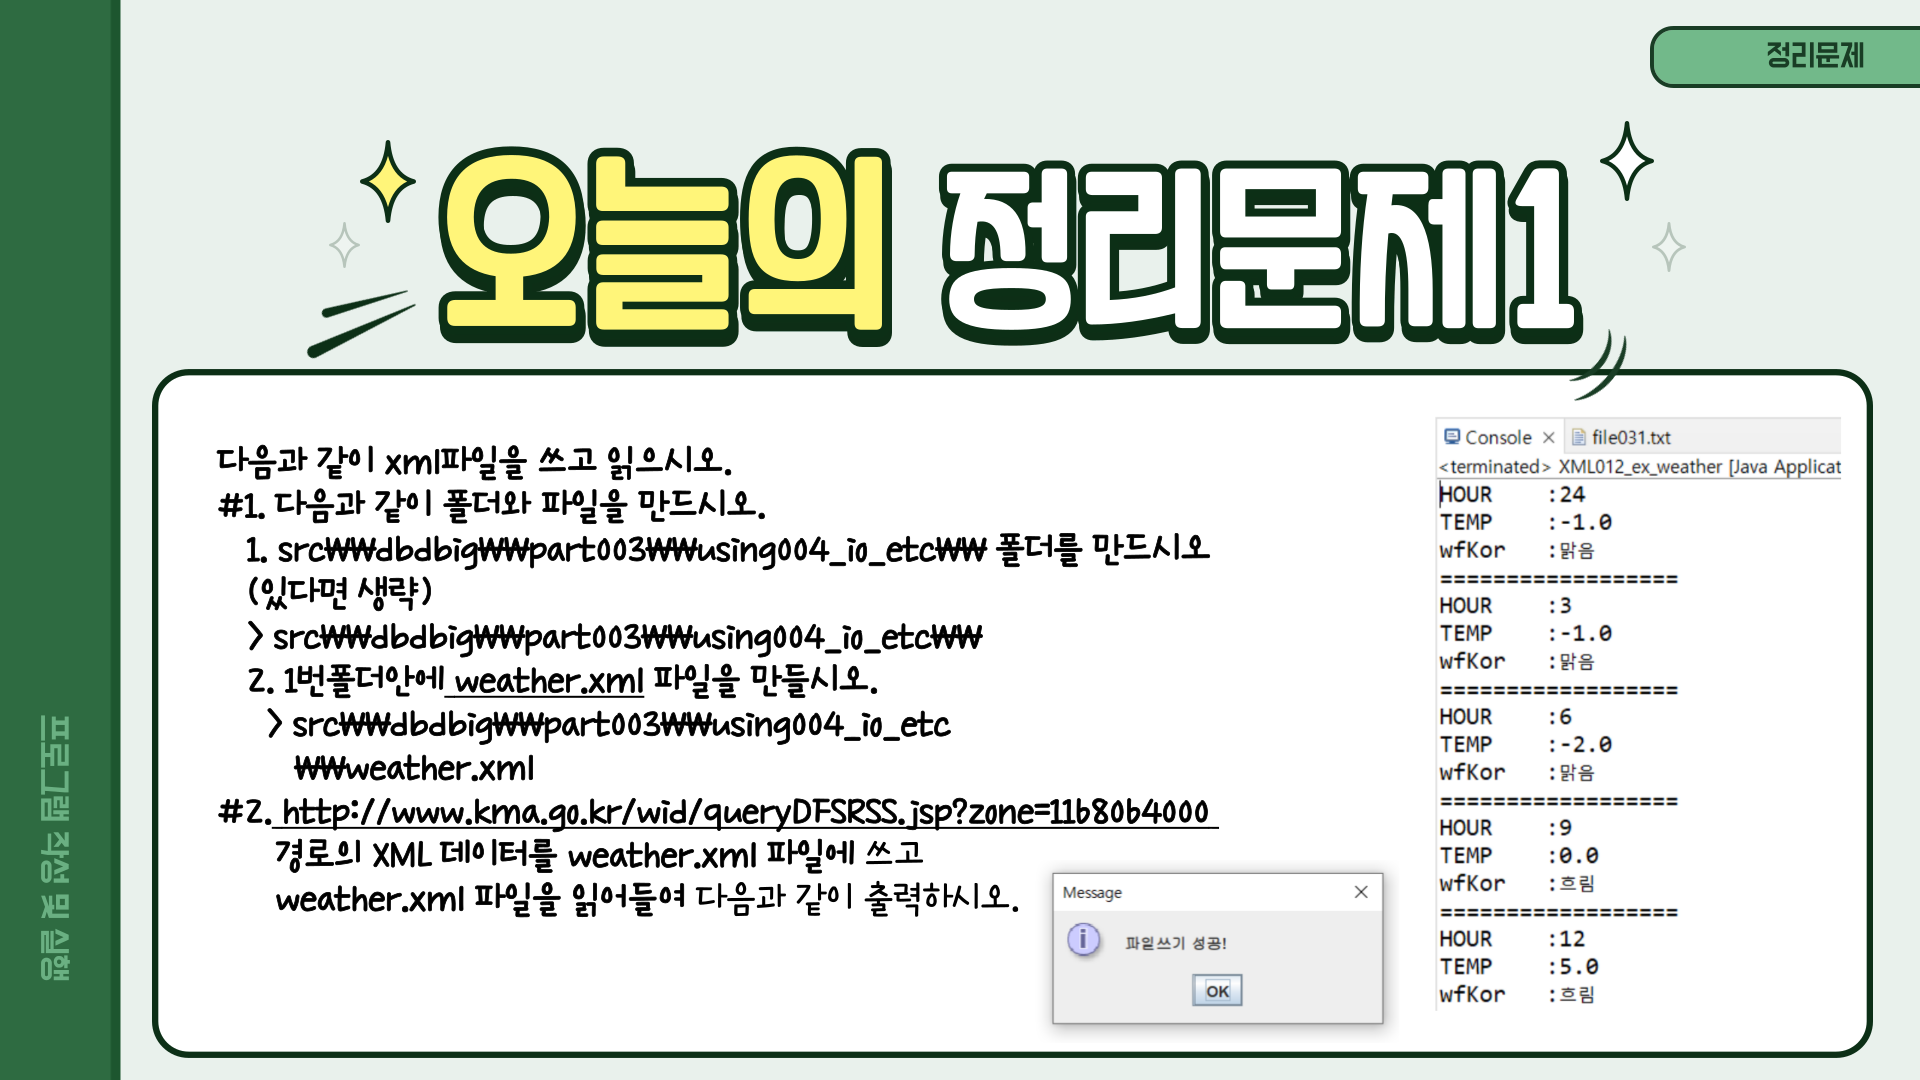 정리문제
오늘의 정리문제1
다음과 같이 xml파일을 쓰고 읽으시오.
#1. 다음과 같이 폴더와 파일을 만드시오.
1. src₩₩dbdbig₩₩part003₩₩using004_io_etc₩₩ 폴더를 만드시오
(있다면 생략)
> src₩₩dbdbig₩₩part003₩₩using004_io_etc₩₩
2. 1번폴더안에 weather.xml 파일을 만들시오.
> src₩₩dbdbig₩₩part003₩₩using004_io_etc
₩₩weather.xml
#2. http://www.kma.go.kr/wid/queryDFSRSS.jsp?zone=1168064000
경로의 XML 데이터를 weather.xml 파일에 쓰고
weather.xml 파일을 읽어들여 다음과 같이 출력하시오.
Message
파일쓰기 성공!
OK
Console
file031.txt
<terminated> XML012_ex_weather [Java Applicat
HOUR :24
TEMP :-1.0
wfKor :맑음
==================
HOUR :3
TEMP :-1.0
wfKor :맑음
==================
HOUR :6
TEMP :-2.0
wfKor :맑음
==================
HOUR :9
TEMP :0.0
wfKor :흐림
==================
HOUR :12
TEMP :5.0
wfKor :흐림
프로그램 작성 및 실행